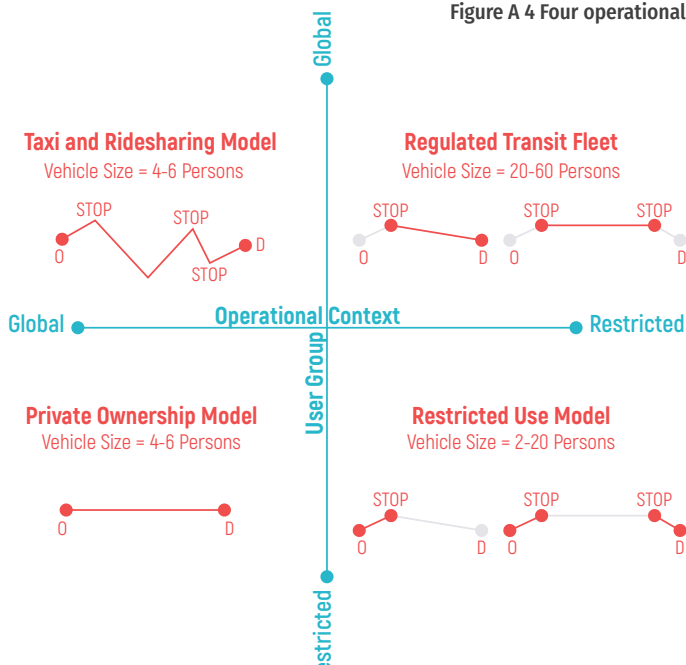 Figure A 4 Four operational
Global
Taxi and Ridesharing Model
Vehicle Size = 4-6 Persons
STOP
STOP
O
STOP
D
Regulated Transit Fleet
Vehicle Size = 20-60 Persons
STOP
O
D
STOP
STOP
O
D
Global
Operational Context
Restricted
User Group
Private Ownership Model
Vehicle Size = 4-6 Persons
O
D
Restricted Use Model
Vehicle Size = 2-20 Persons
STOP
O
D
STOP
STOP
O
D
estricted